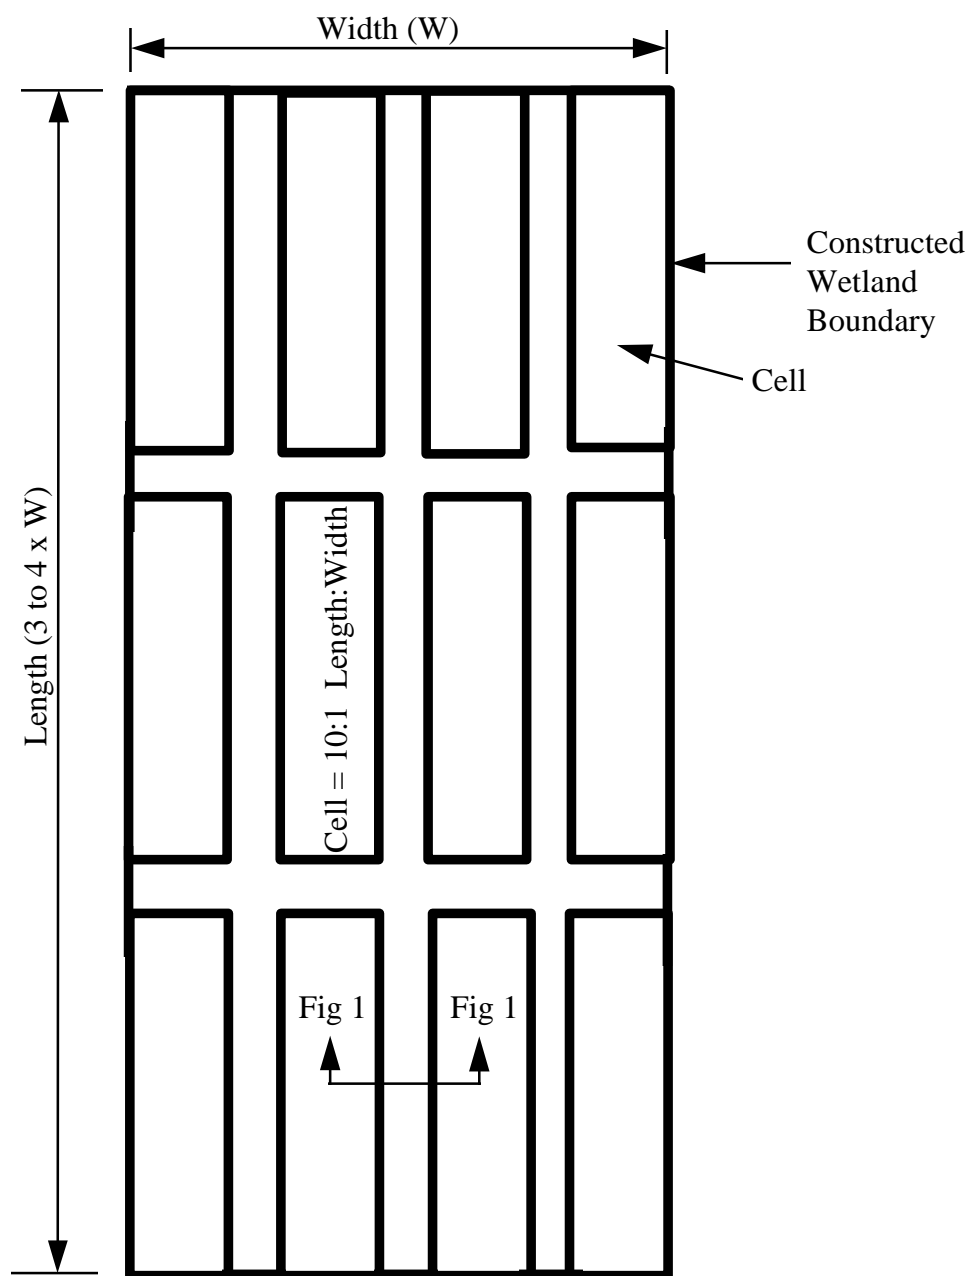 Width (W)
Constructed
Wetland
Boundary
Cell
Length (3 to 4 x W)
Cell = 10:1 Length:Width
Fig 1
Fig 1